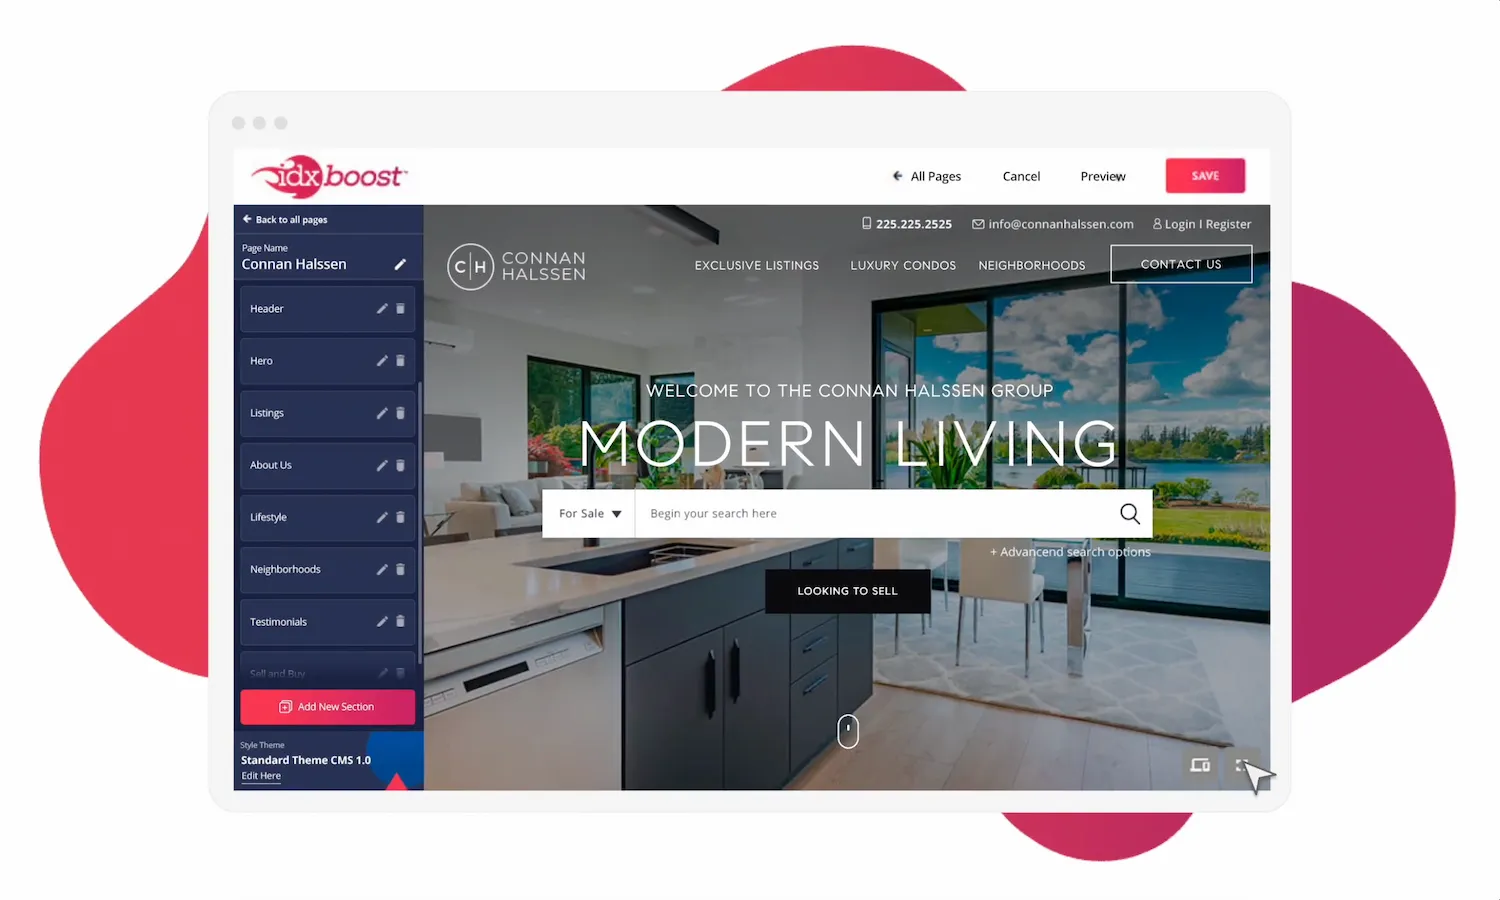 idxboost™
All Pages
Cancel
Preview
SAVE
Back to all pages
Page Name
Connan Halssen
Header
Hero
Listings
About Us
Lifestyle
Neighborhoods
Testimonials
Sell and Buy
Add New Section
Style Theme
Standard Theme CMS 1.0
Edit Here
225.225.2525
info@connanhalssen.com
Login | Register
C|H
CONNAN
HALSSEN
EXCLUSIVE LISTINGS
LUXURY CONDOS
NEIGHBORHOODS
CONTACT US
WELCOME TO THE CONNAN HALSSEN GROUP
MODERN LIVING
For Sale
Begin your search here
+ Advancend search options
LOOKING TO SELL